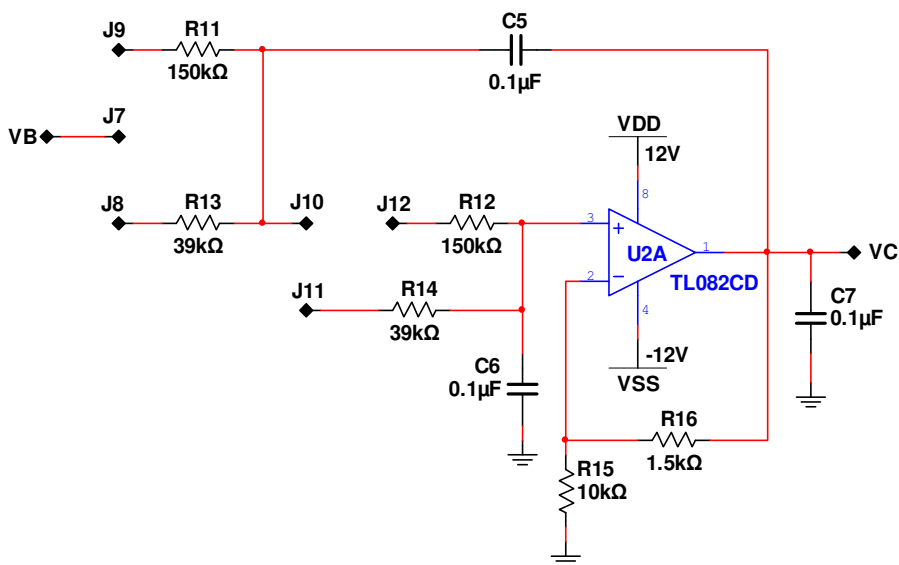 J9
R11
150kΩ
C5
0.1µF
VB
J7
VDD
12V
J8
R13
39kΩ
J10
J12
R12
150kΩ
3
8
U2A
1
TL082CD
VC
2
4
J11
R14
39kΩ
C6
0.1µF
-12V
VSS
C7
0.1µF
R16
1.5kΩ
R15
10kΩ